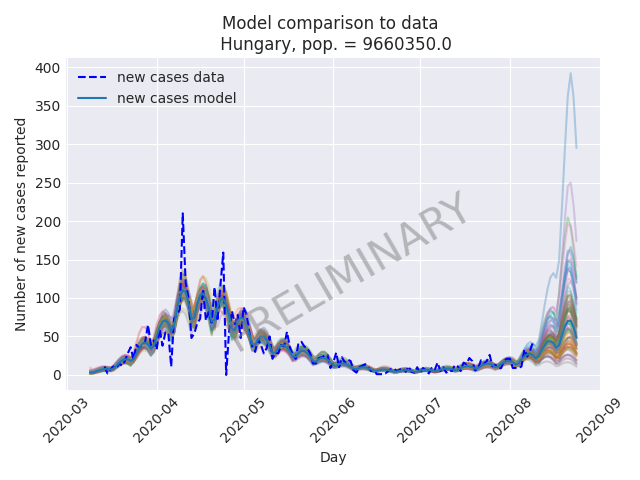 Model comparison to data
Hungary, pop. = 9660350.0
new cases data
new cases model
PRELIMINARY
Number of new cases reported
400
350
300
250
200
150
100
50
0
2020-03
2020-04
2020-05
2020-06
2020-07
2020-08
2020-09
Day